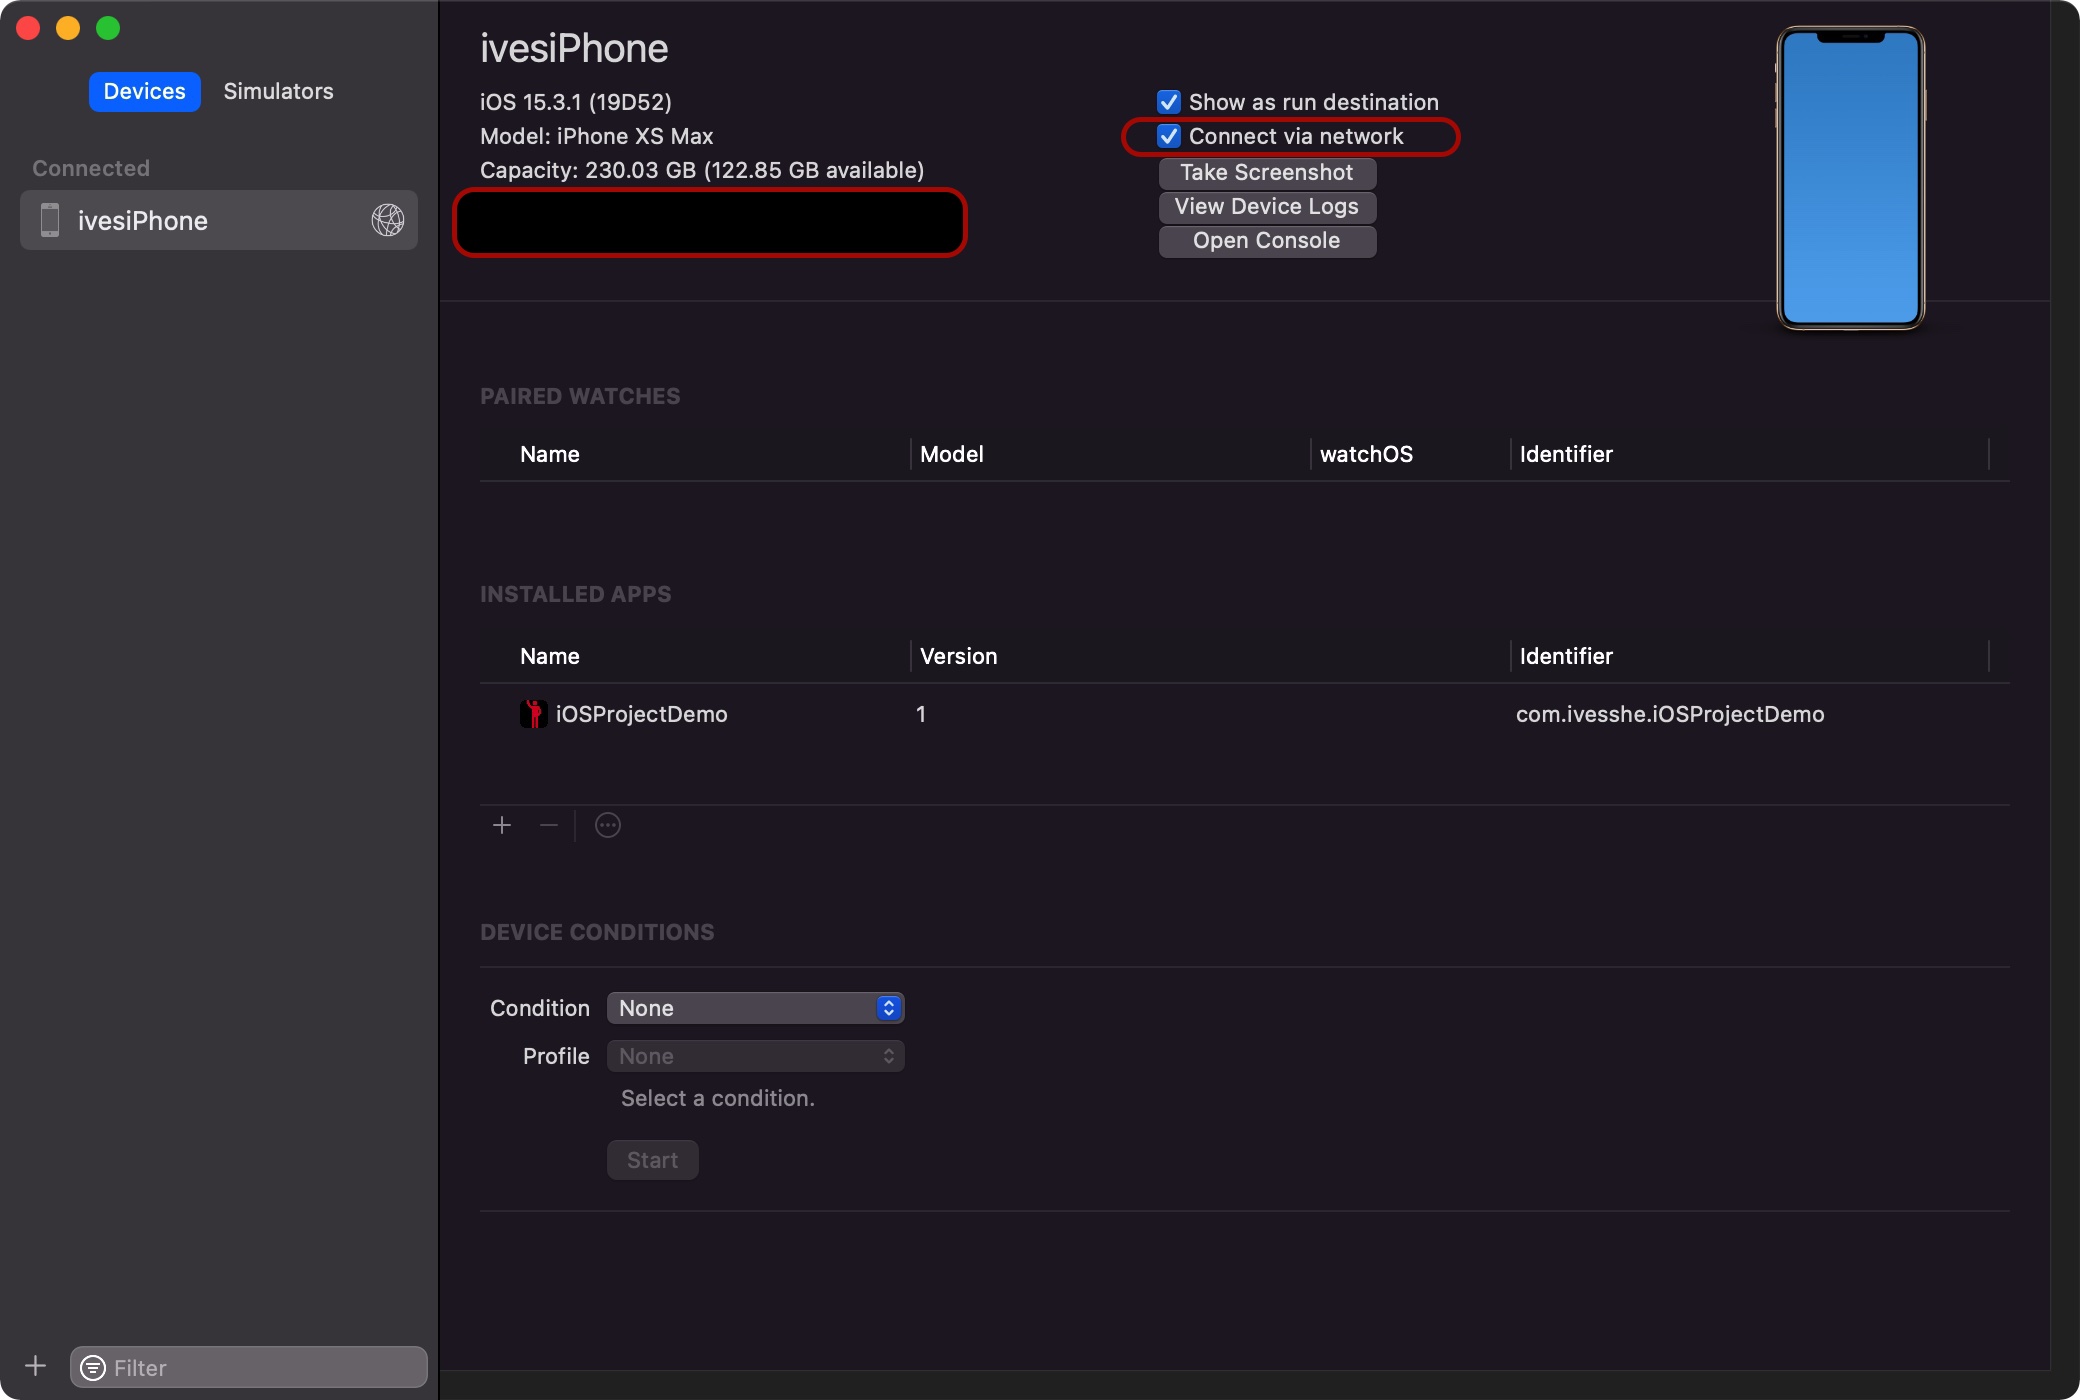 Devices
Simulators
Connected
ivesiPhone
Filter
ivesiPhone
iOS 15.3.1 (19D52)
Model: iPhone XS Max
Capacity: 230.03 GB (122.85 GB available)
Show as run destination
Connect via network
Take Screenshot
View Device Logs
Open Console
PAIRED WATCHES
Name Model watchOS Identifier
INSTALLED APPS
Name Version Identifier
iOSProjectDemo 1 com.ivesshe.iOSProjectDemo
DEVICE CONDITIONS
Condition None
Profile None
Select a condition.
Start